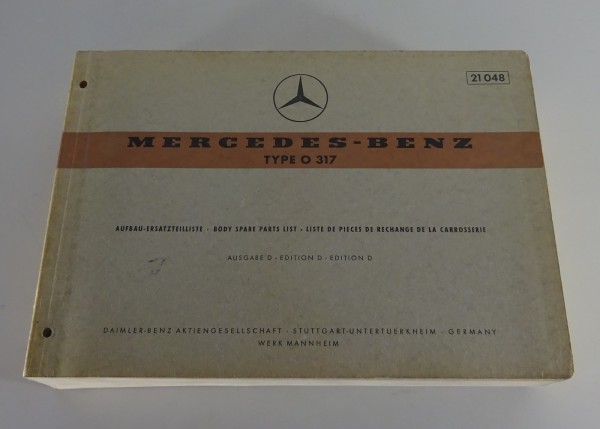 21 048
MERCEDES-BENZ
TYPE O 317
AUFBAU-ERSATZTEILLISTE · BODY SPARE PARTS LIST · LISTE DE PIECES DE RECHANGE DE LA CARROSSERIE
AUSGABE D · EDITION D · EDITION D
DAIMLER-BENZ AKTIENGESELLSCHAFT · STUTTGART-UNTERTUERKHEIM · GERMANY
WERK MANNHEIM